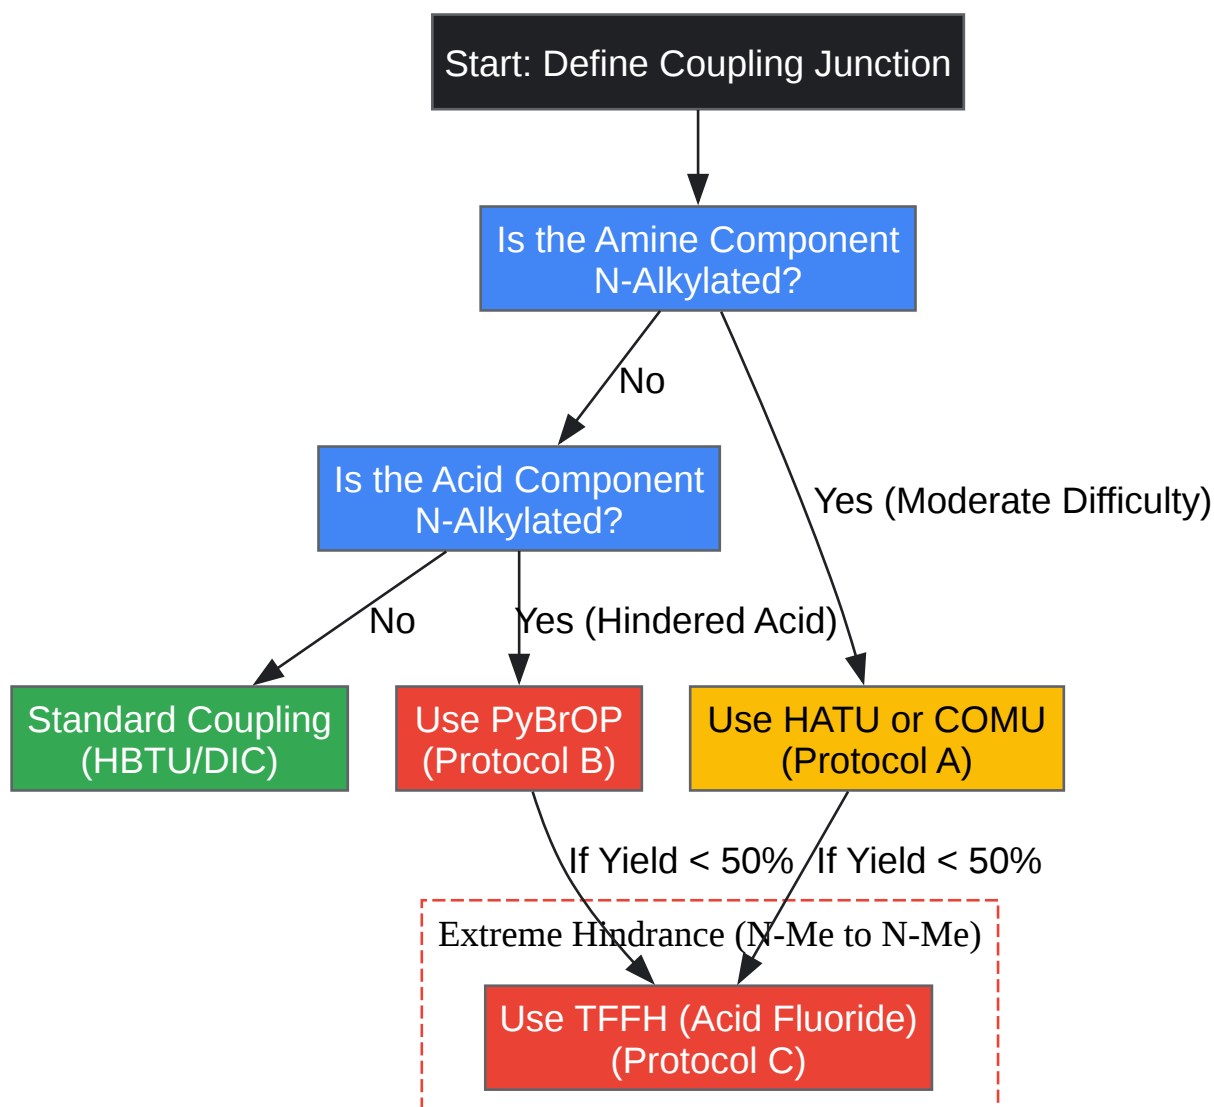 Start: Define Coupling Junction
Is the Amine Component
N-Alkylated?
No
Is the Acid Component
N-Alkylated?
Yes (Moderate Difficulty)
No
Yes (Hindered Acid)
Standard Coupling
(HBTU/DIC)
Use PyBrOP
(Protocol B)
Use HATU or COMU
(Protocol A)
If Yield < 50%
If Yield < 50%
Extreme Hindrance (N-Me to N-Me)
Use TFFH (Acid Fluoride)
(Protocol C)